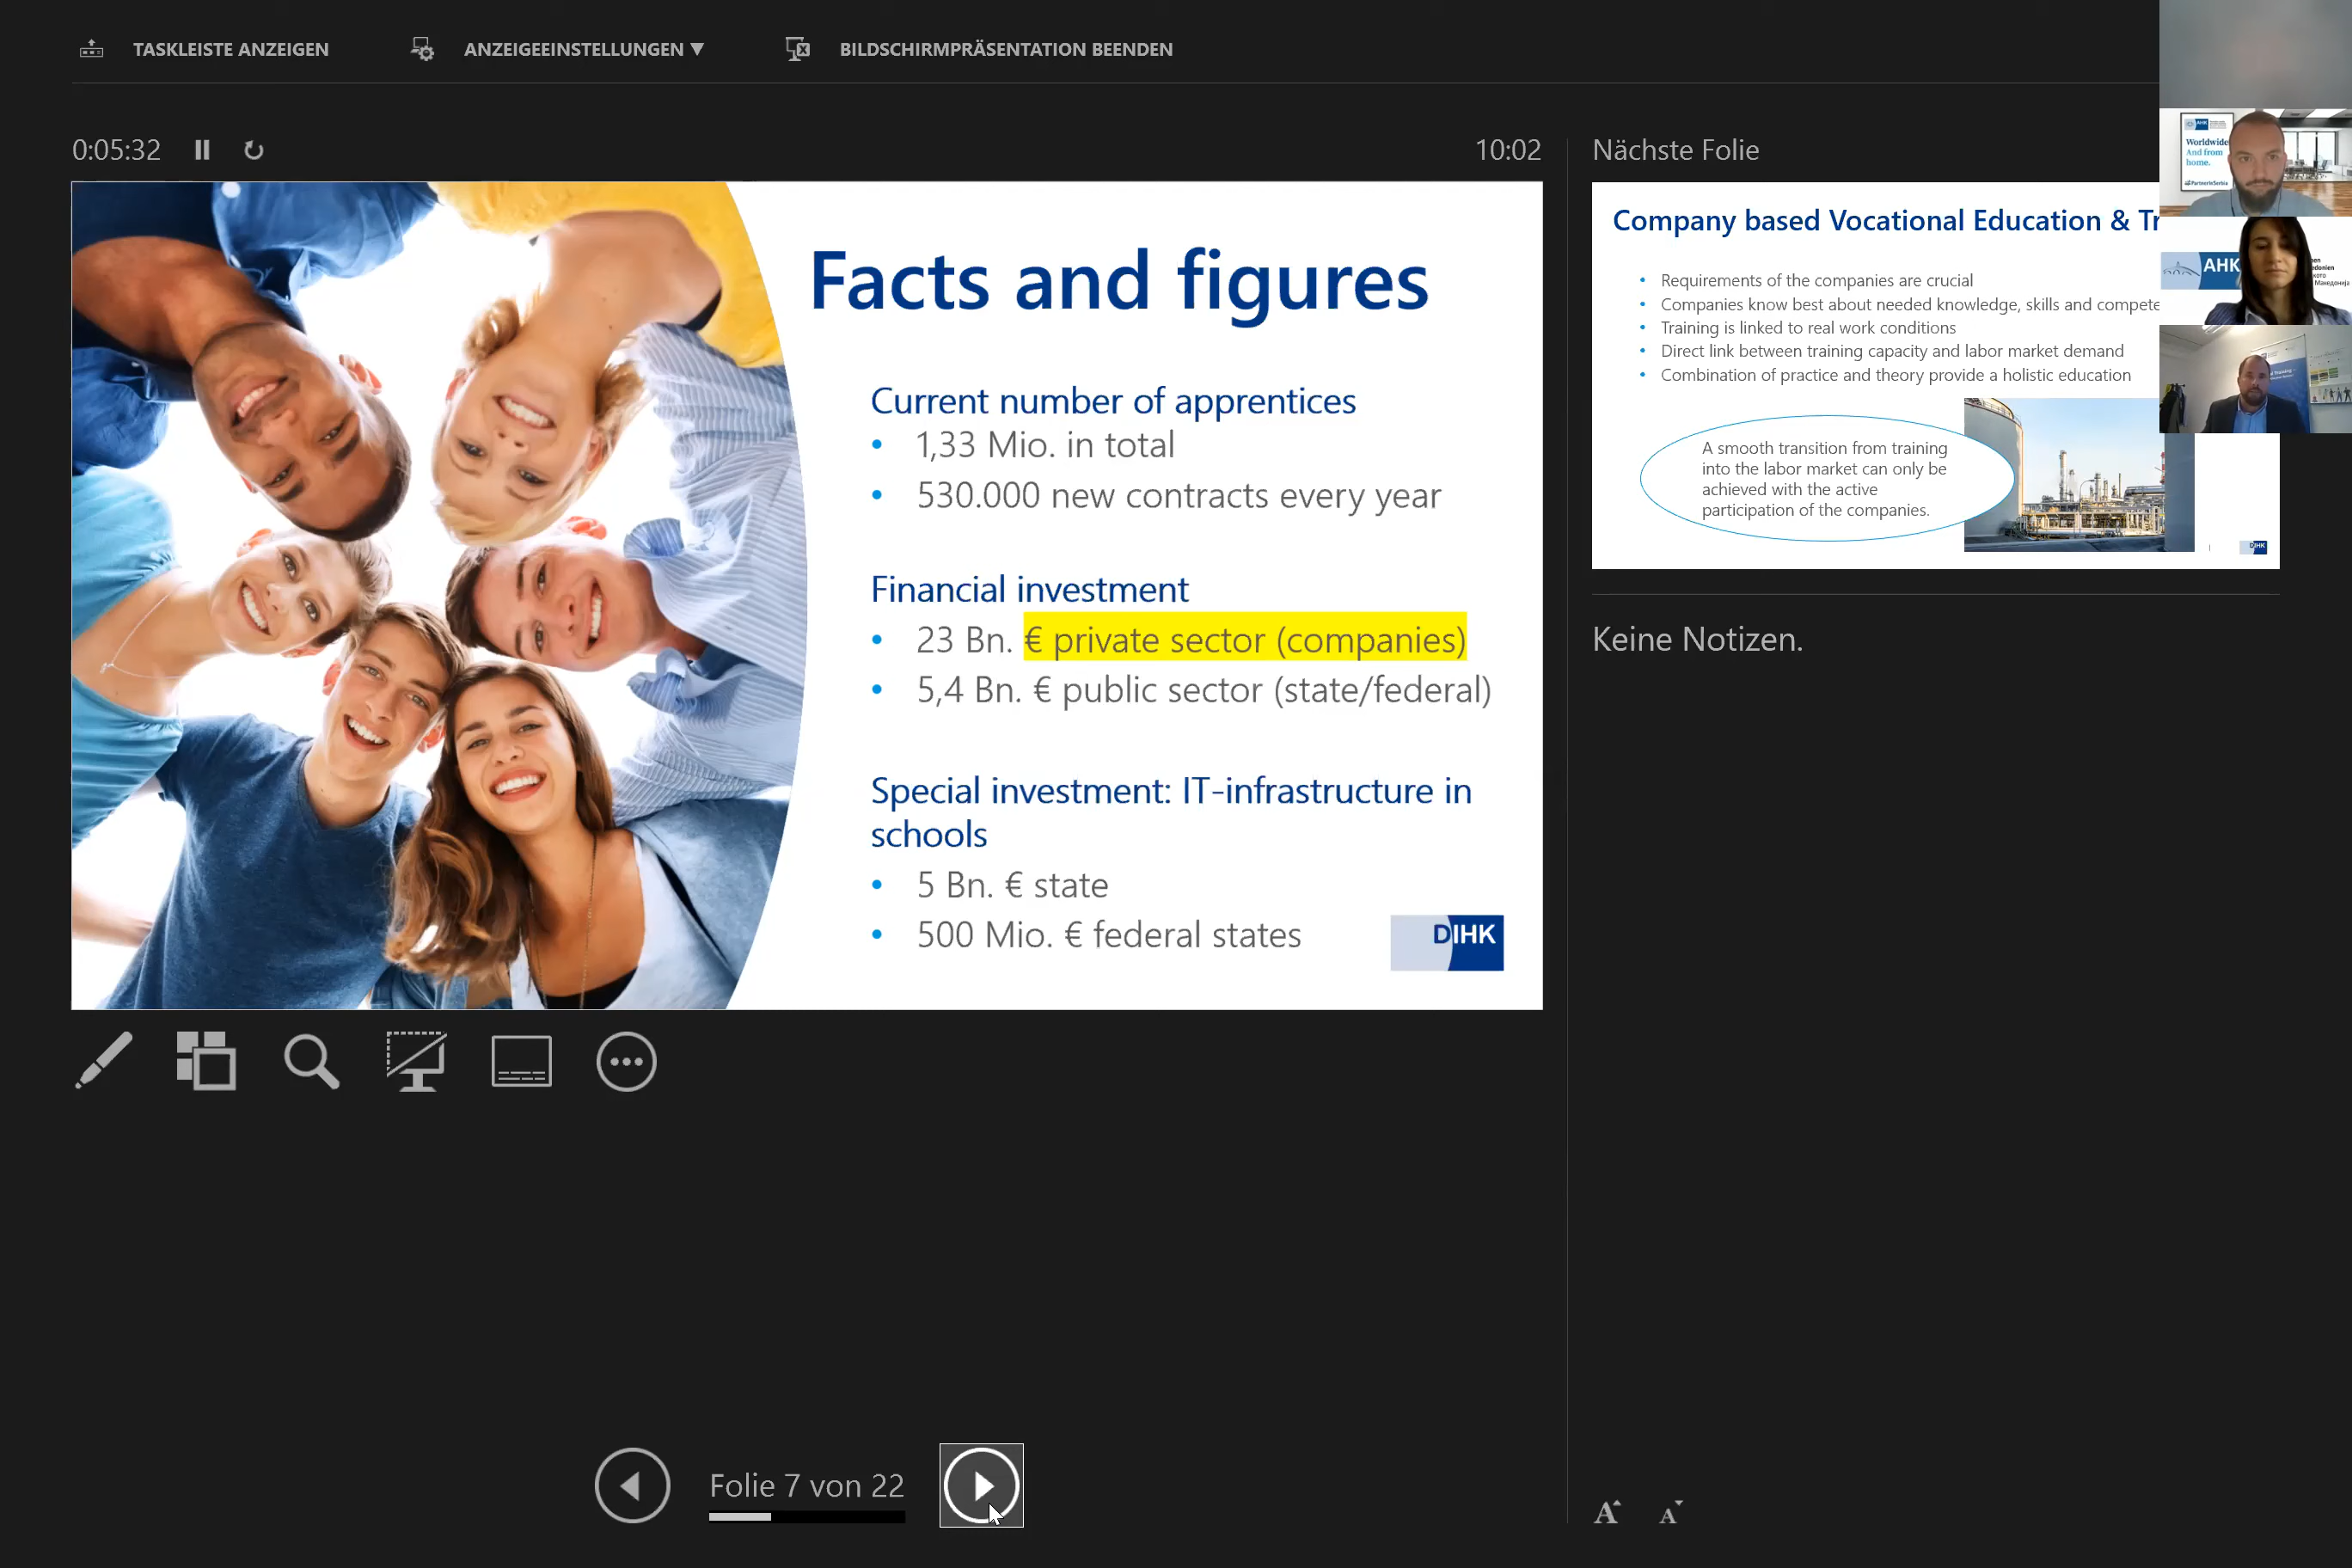 TASKLEISTE ANZEIGEN
ANZEIGEEINSTELLUNGEN ▼
BILDSCHIRMPRÄSENTATION BEENDEN
0:05:32
10:02
Facts and figures
Current number of apprentices
• 1,33 Mio. in total
• 530.000 new contracts every year
Financial investment
• 23 Bn. € private sector (companies)
• 5,4 Bn. € public sector (state/federal)
Special investment: IT-infrastructure in
schools
• 5 Bn. € state
• 500 Mio. € federal states
DIHK
Folie 7 von 22
Nächste Folie
Company based Vocational Education & Tr
• Requirements of the companies are crucial
• Companies know best about needed knowledge, skills and compete
• Training is linked to real work conditions
• Direct link between training capacity and labor market demand
• Combination of practice and theory provide a holistic education
A smooth transition from training
into the labor market can only be
achieved with the active
participation of the companies.
DIHK
Keine Notizen.
A A
AHK
Worldwide
And from
home.
#PartnerInSerbia
AHK
Македонија